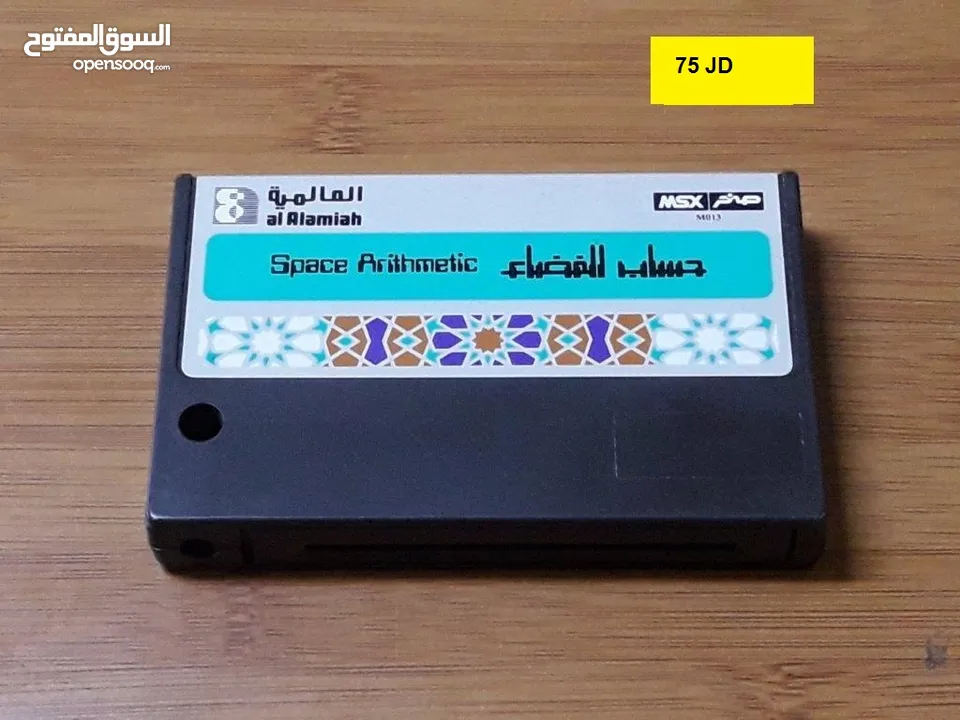 السوق المفتوح
opensooq.com
75 JD
العالمية
al Alamiah
MSX صخر
M013
Space Arithmetic حساب الفضاء